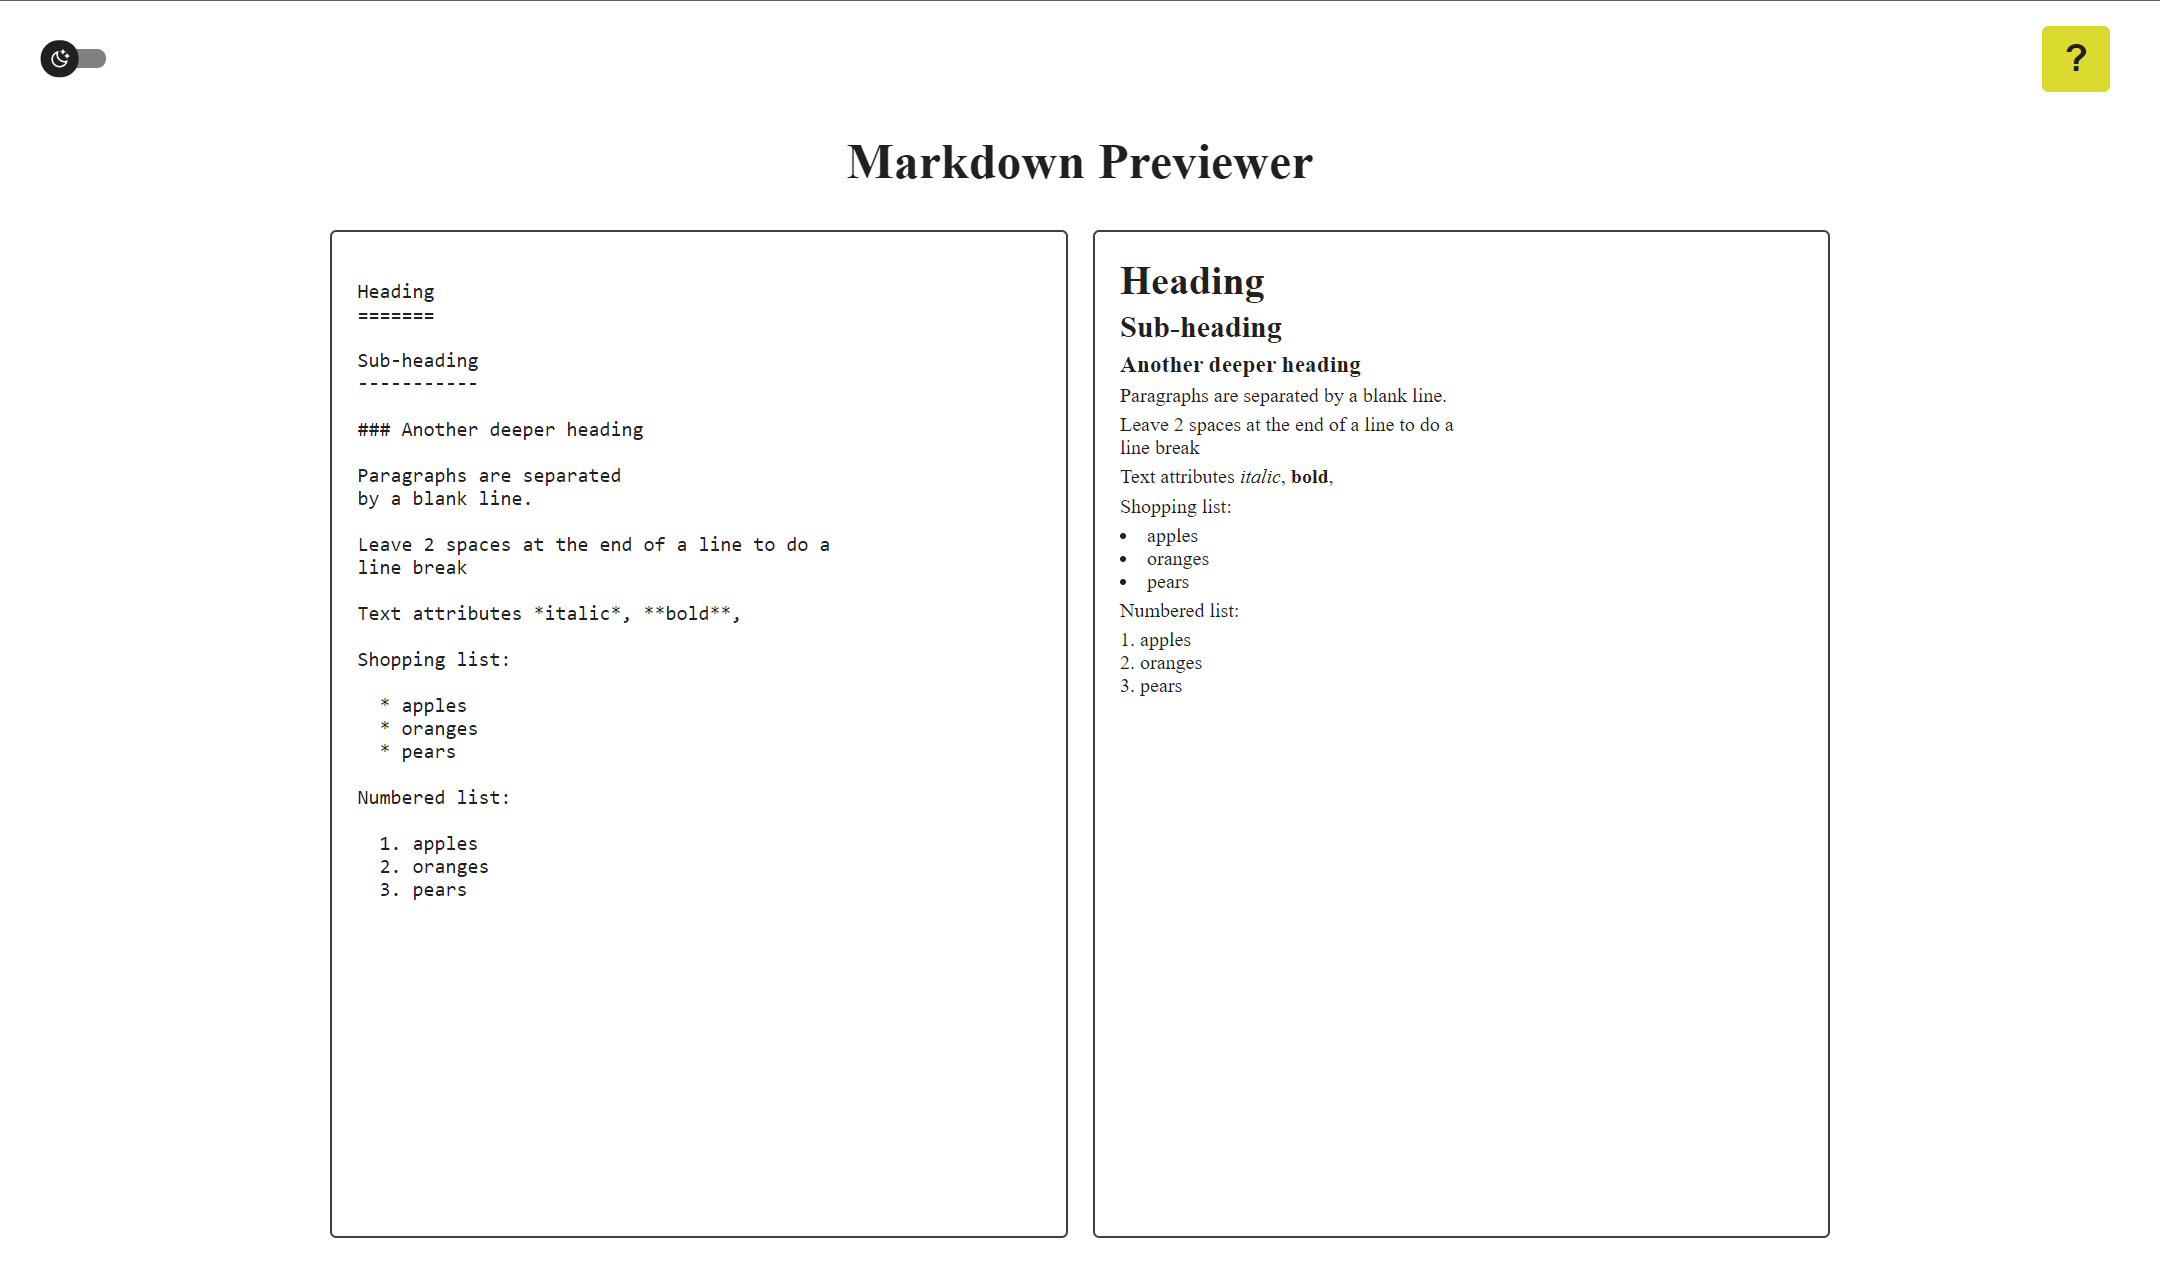 ?
Markdown Previewer
Heading
=======
Sub-heading
-----------
### Another deeper heading
Paragraphs are separated
by a blank line.
Leave 2 spaces at the end of a line to do a
line break
Text attributes *italic*, **bold**,
Shopping list:
* apples
* oranges
* pears
Numbered list:
1. apples
2. oranges
3. pears
Heading
Sub-heading
Another deeper heading
Paragraphs are separated by a blank line.
Leave 2 spaces at the end of a line to do a
line break
Text attributes italic, bold,
Shopping list:
• apples
• oranges
• pears
Numbered list:
1. apples
2. oranges
3. pears